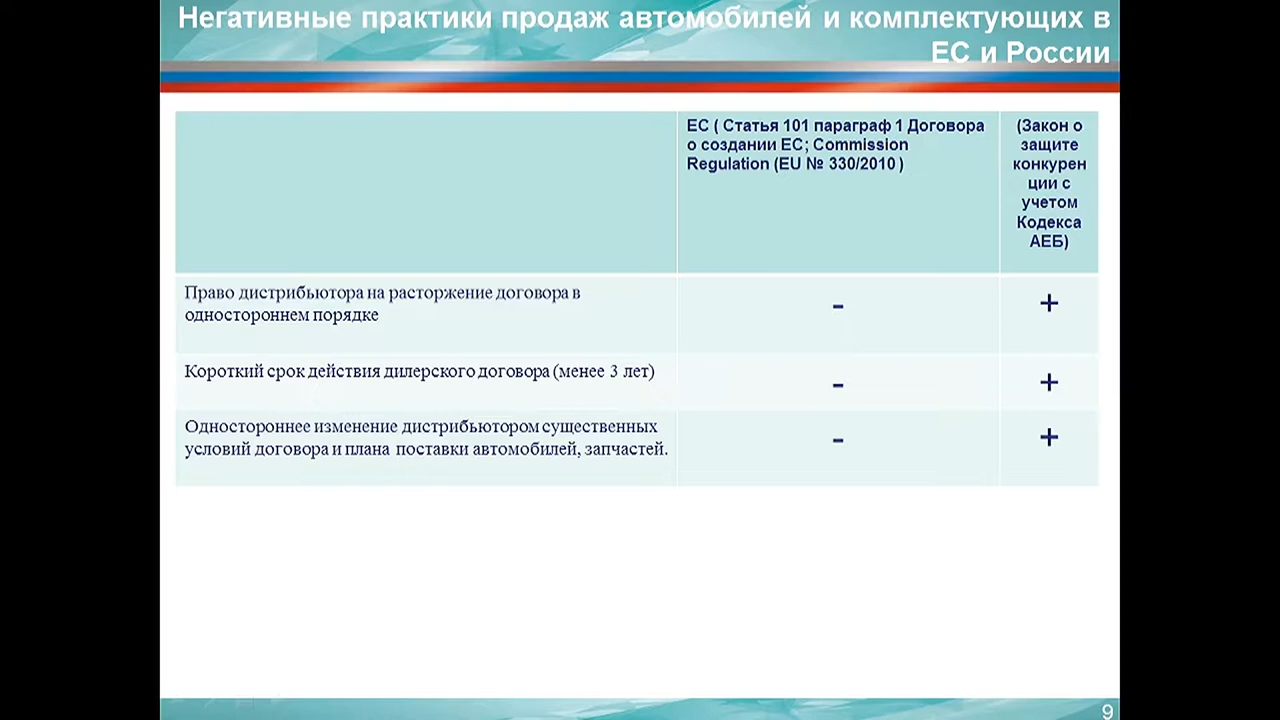 Негативные практики продаж автомобилей и комплектующих в
ЕС и России
ЕС ( Статья 101 параграф 1 Договора
о создании ЕС; Commission
Regulation (EU № 330/2010 )
(Закон о
защите
конкурен
ции с
учетом
Кодекса
АЕБ)
Право дистрибьютора на расторжение договора в
одностороннем порядке
-
+
Короткий срок действия дилерского договора (менее 3 лет)
-
+
Одностороннее изменение дистрибьютором существенных
условий договора и плана поставки автомобилей, запчастей.
-
+
9